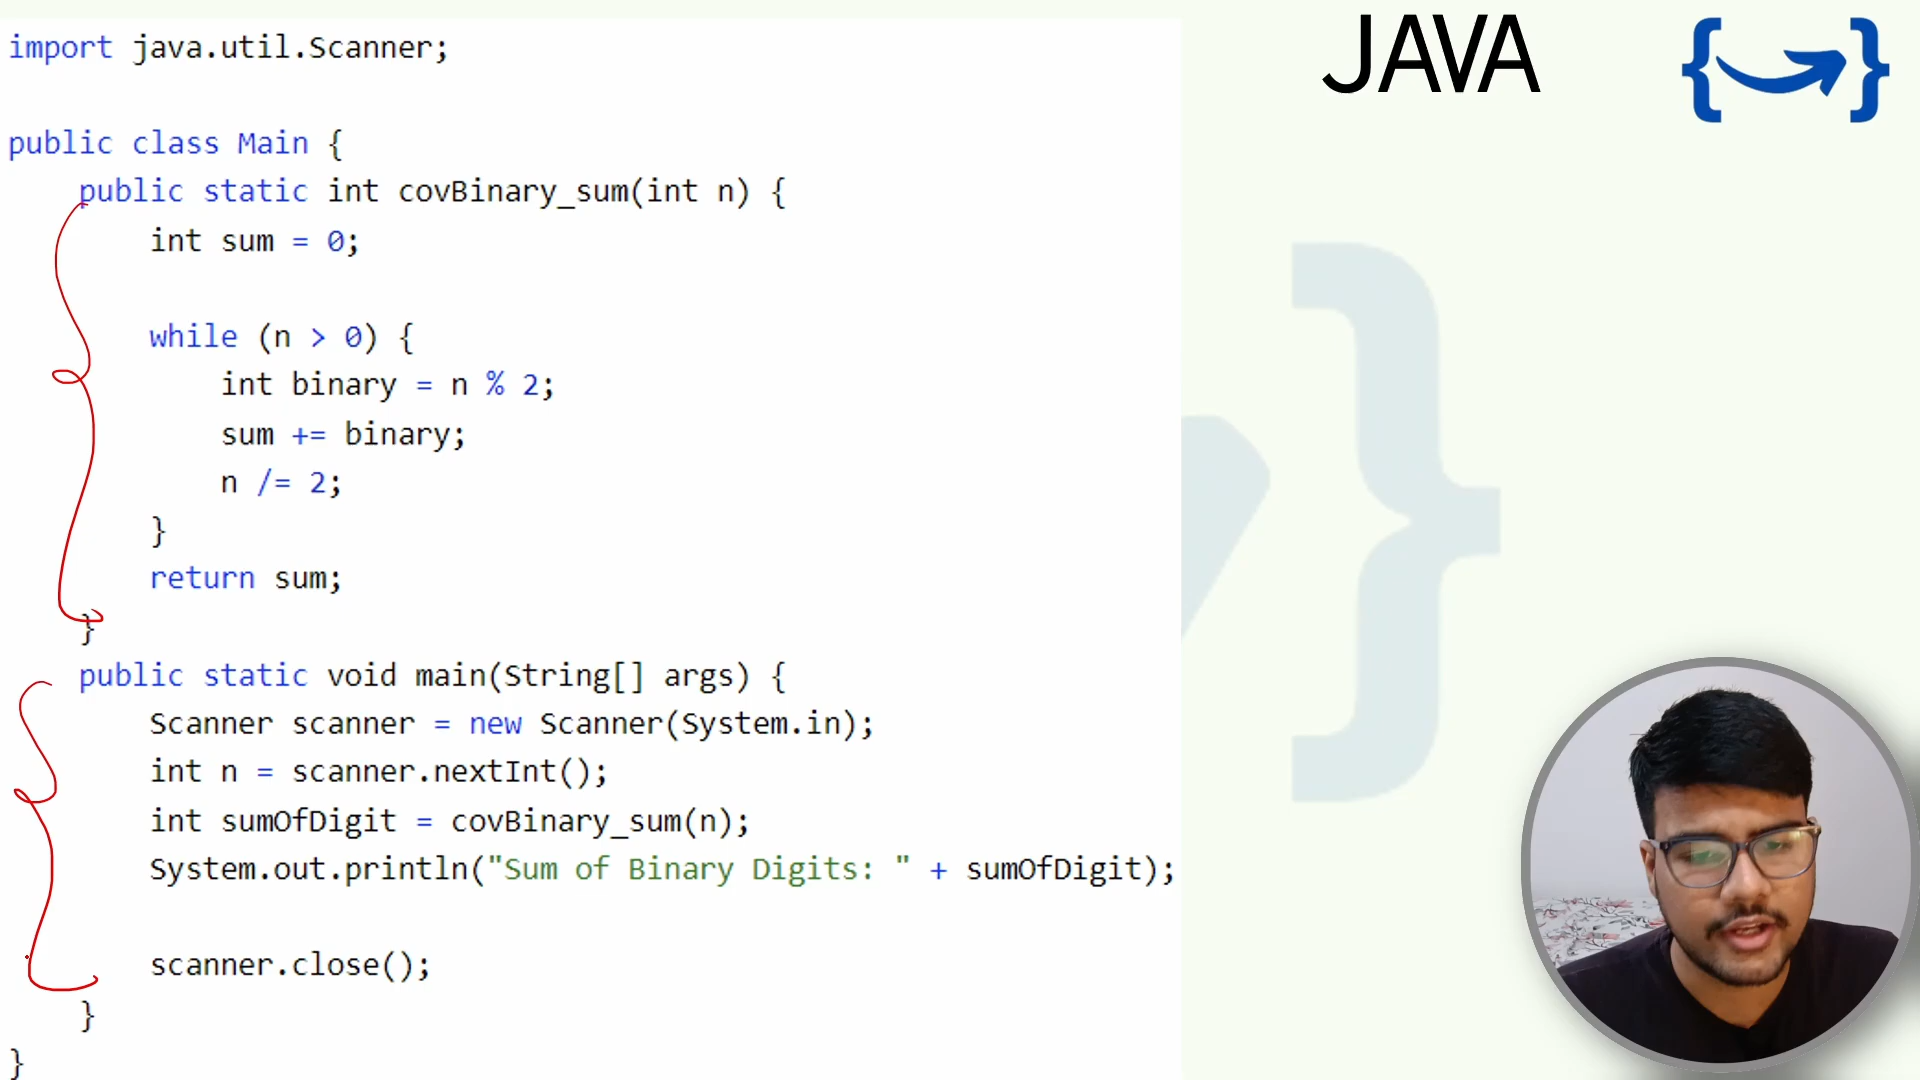 import java.util.Scanner;
public class Main {
public static int covBinary_sum(int n) {
int sum = 0;
while (n > 0) {
int binary = n % 2;
sum += binary;
n /= 2;
}
return sum;
}
public static void main(String[] args) {
Scanner scanner = new Scanner(System.in);
int n = scanner.nextInt();
int sumOfDigit = covBinary_sum(n);
System.out.println("Sum of Binary Digits: " + sumOfDigit);
scanner.close();
}
}
JAVA